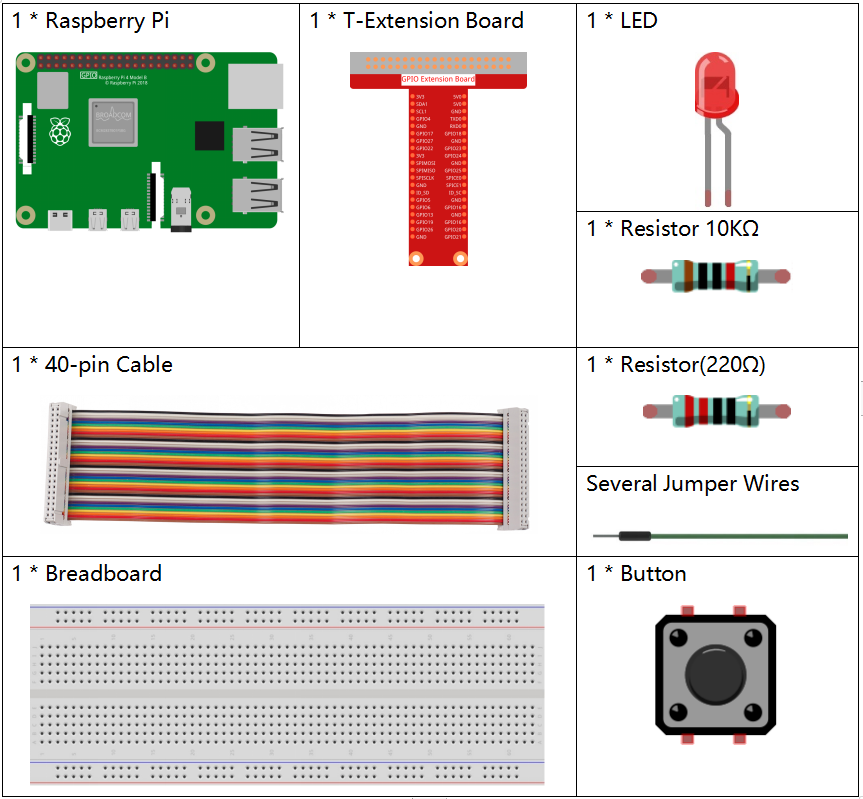 1 * Raspberry Pi
GPIO
Raspberry Pi 4 Model B
© Raspberry Pi 2018
BROADCOM
1 * T-Extension Board
GPIO Extension Board
3V3 5V0
SDA1 5V0
SCL1 GND
GPIO4 TXD0
GND RXD0
GPIO17 GPIO18
GPIO27 GND
GPIO22 GPIO23
3V3 GPIO24
SPIMOSI GND
SPIMISO GPIO25
SPISCLK SPICE0
GND SPICE1
ID_SD ID_SC
GPIO5 GND
GPIO6 GPIO12
GPIO13 GND
GPIO19 GPIO16
GPIO26 GPIO20
GND GPIO21
1 * LED
1 * Resistor 10KΩ
1 * 40-pin Cable
1 * Resistor(220Ω)
Several Jumper Wires
1 * Breadboard
1 * Button